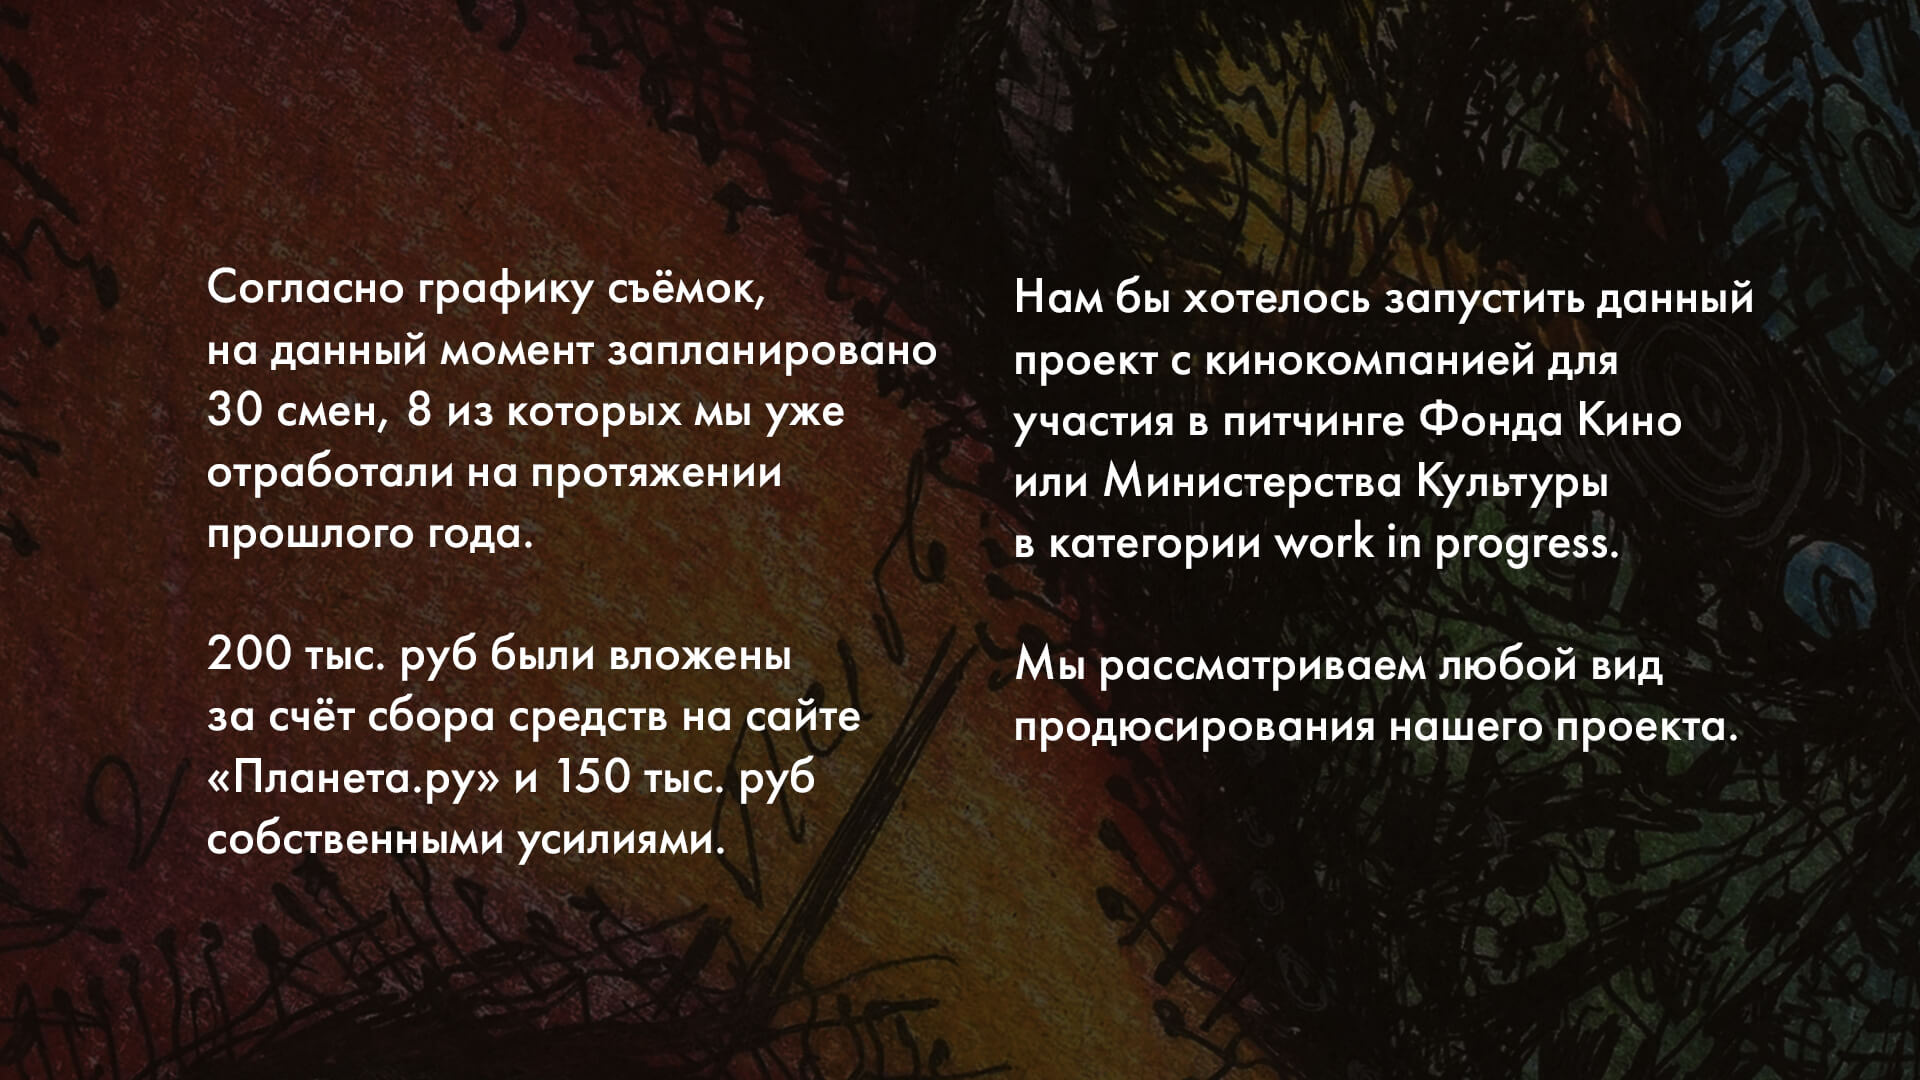 Согласно графику съёмок,
на данный момент запланировано
30 смен, 8 из которых мы уже
отработали на протяжении
прошлого года.
200 тыс. руб были вложены
за счёт сбора средств на сайте
«Планета.ру» и 150 тыс. руб
собственными усилиями.
Нам бы хотелось запустить данный
проект с кинокомпанией для
участия в питчинге Фонда Кино
или Министерства Культуры
в категории work in progress.
Мы рассматриваем любой вид
продюсирования нашего проекта.